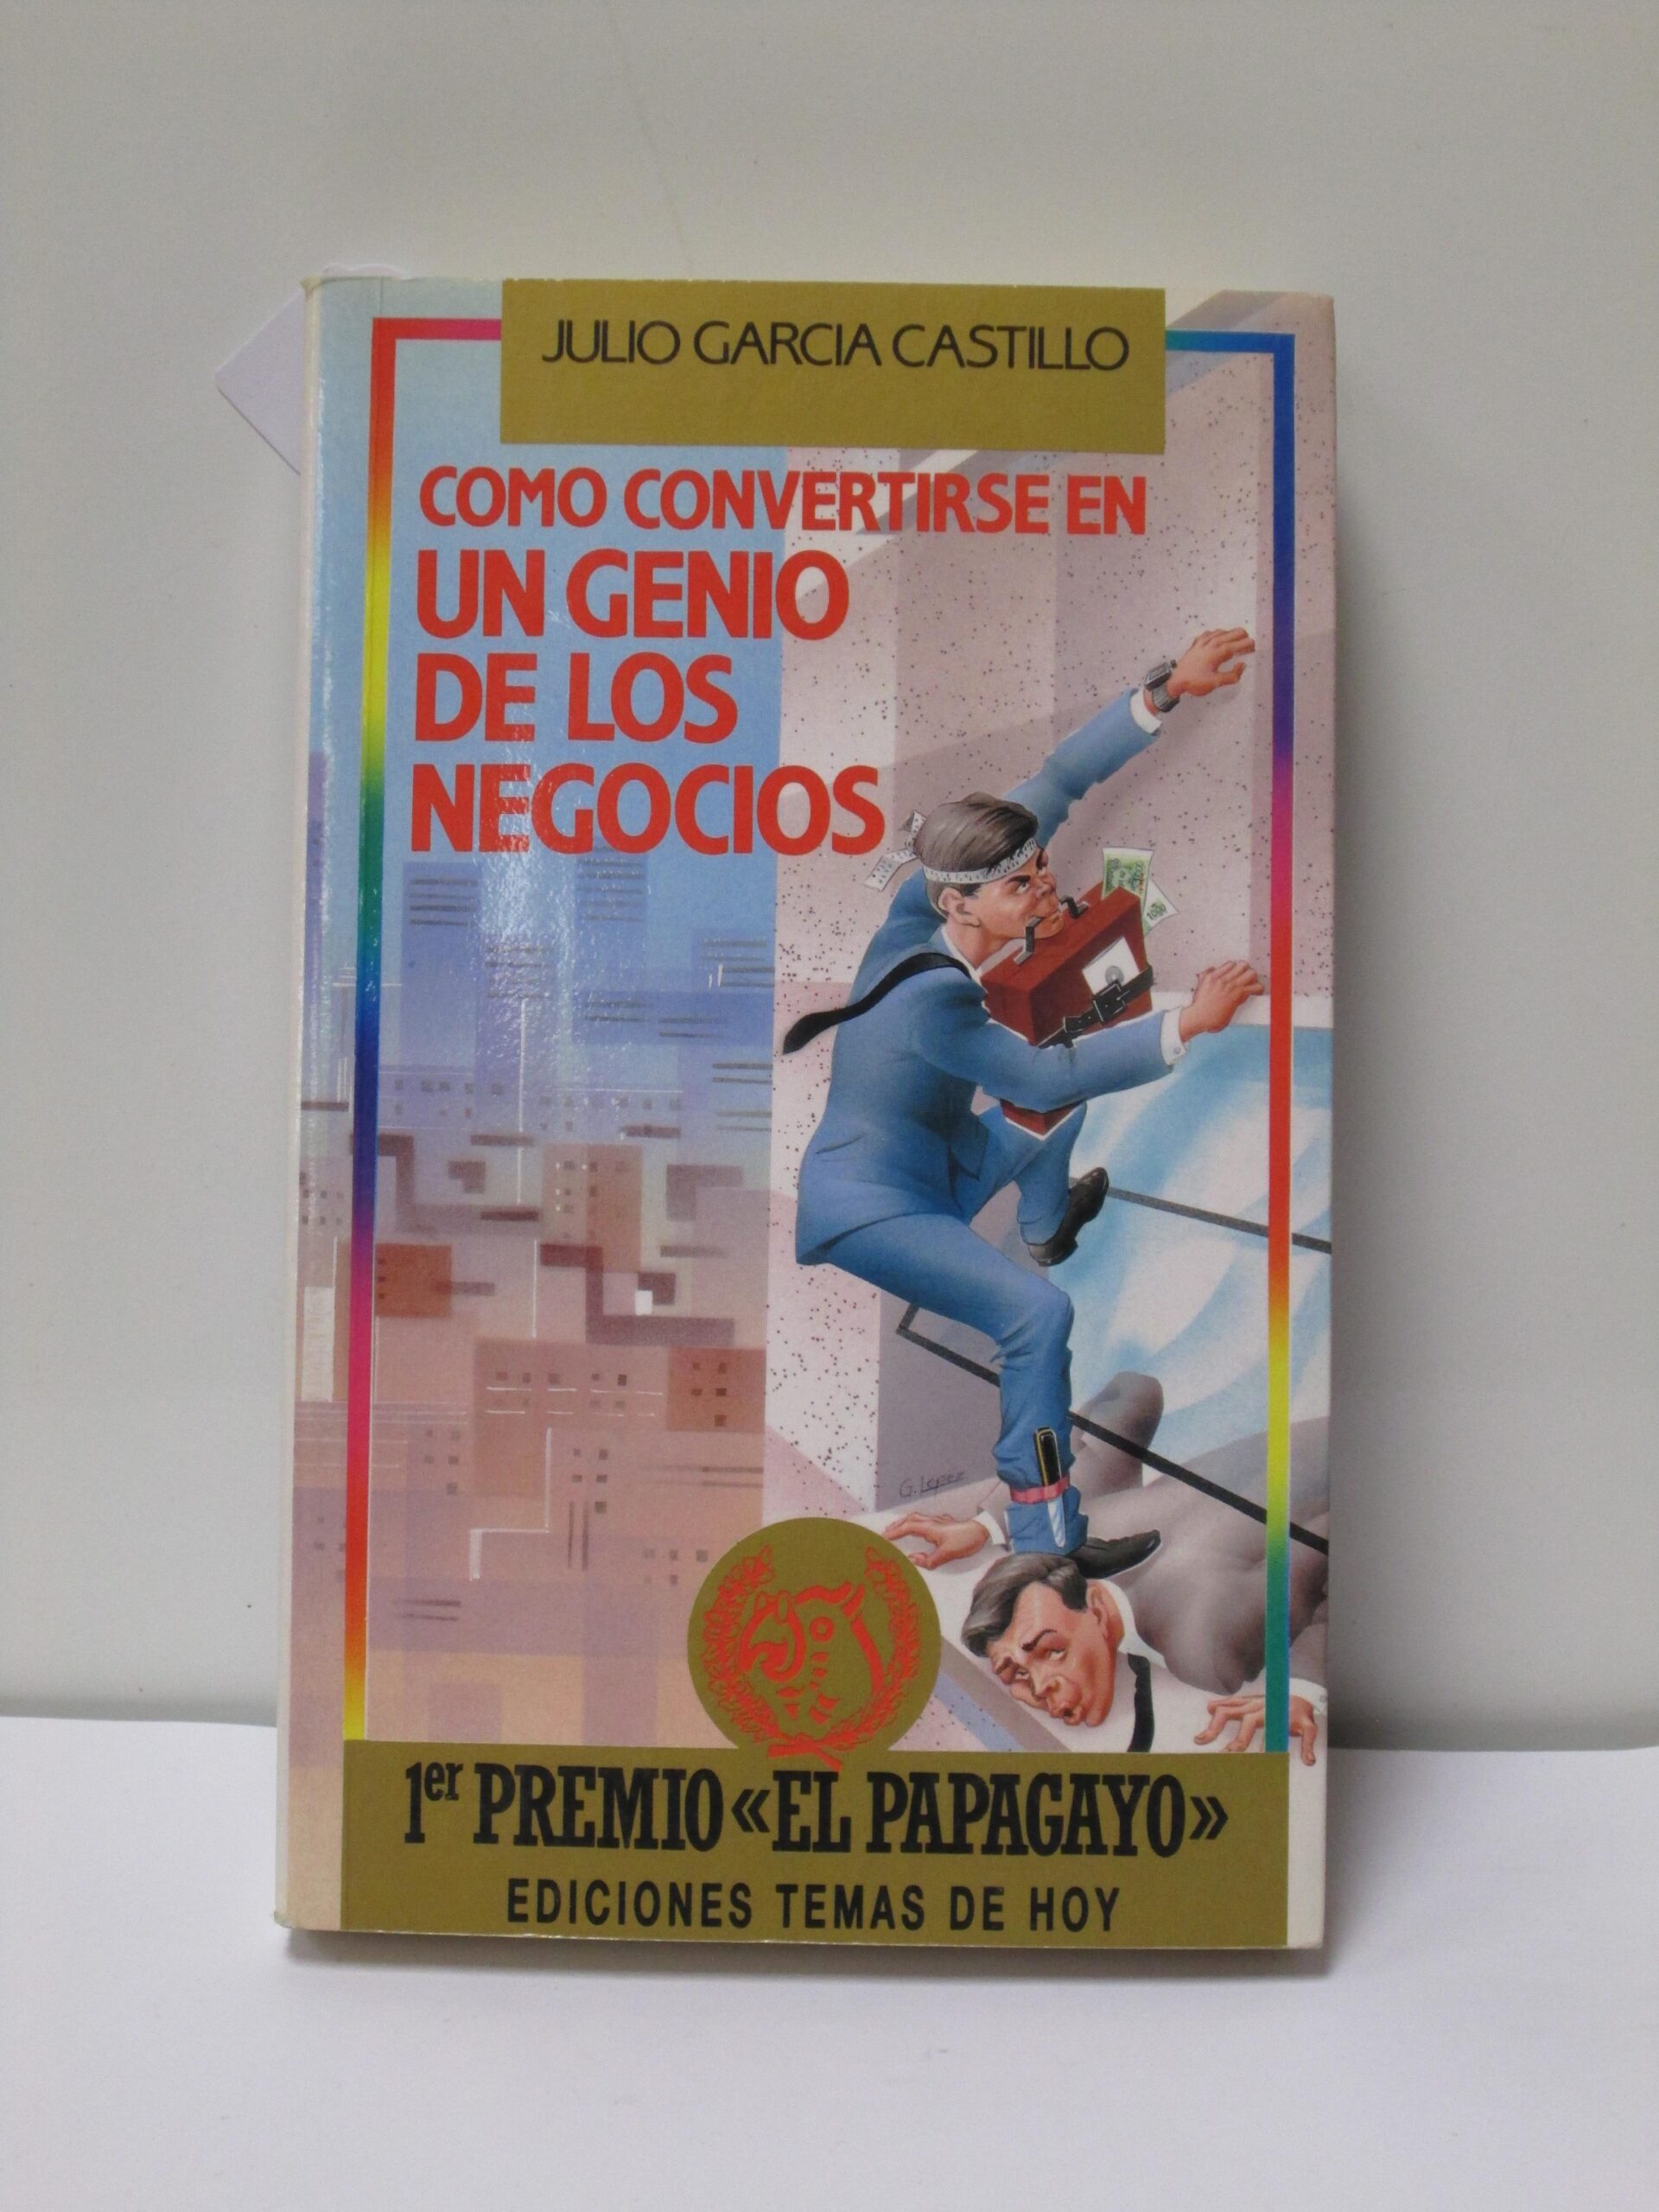 JULIO GARCIA CASTILLO
COMO CONVERTIRSE EN
UN GENIO
DE LOS
NEGOCIOS
1000
G. Lopez
1er PREMIO «EL PAPAGAYO»
EDICIONES TEMAS DE HOY